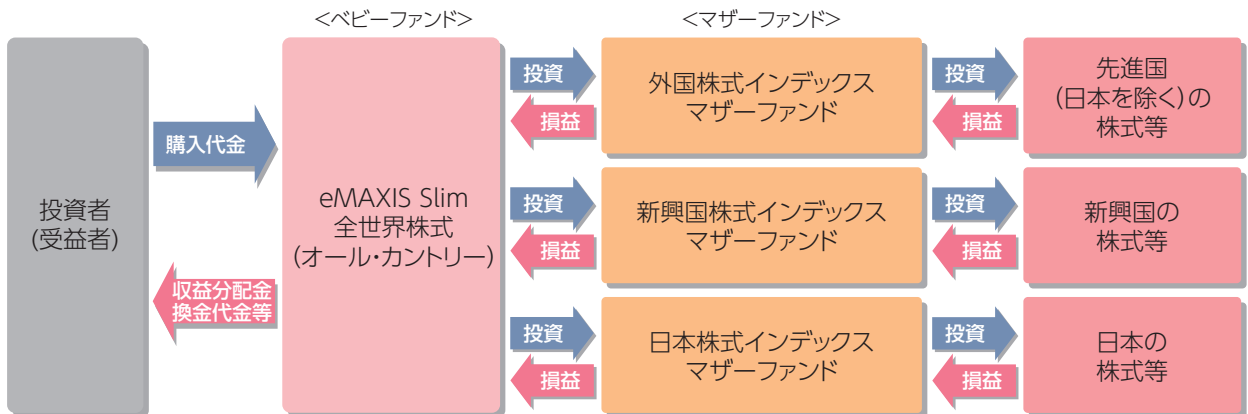 <ベビーファンド>
<マザーファンド>
投資者
(受益者)
購入代金
収益分配金
換金代金等
eMAXIS Slim
全世界株式
(オール・カントリー)
投資
損益
外国株式インデックス
マザーファンド
投資
損益
先進国
(日本を除く)の
株式等
投資
損益
新興国株式インデックス
マザーファンド
投資
損益
新興国の
株式等
投資
損益
日本株式インデックス
マザーファンド
投資
損益
日本の
株式等